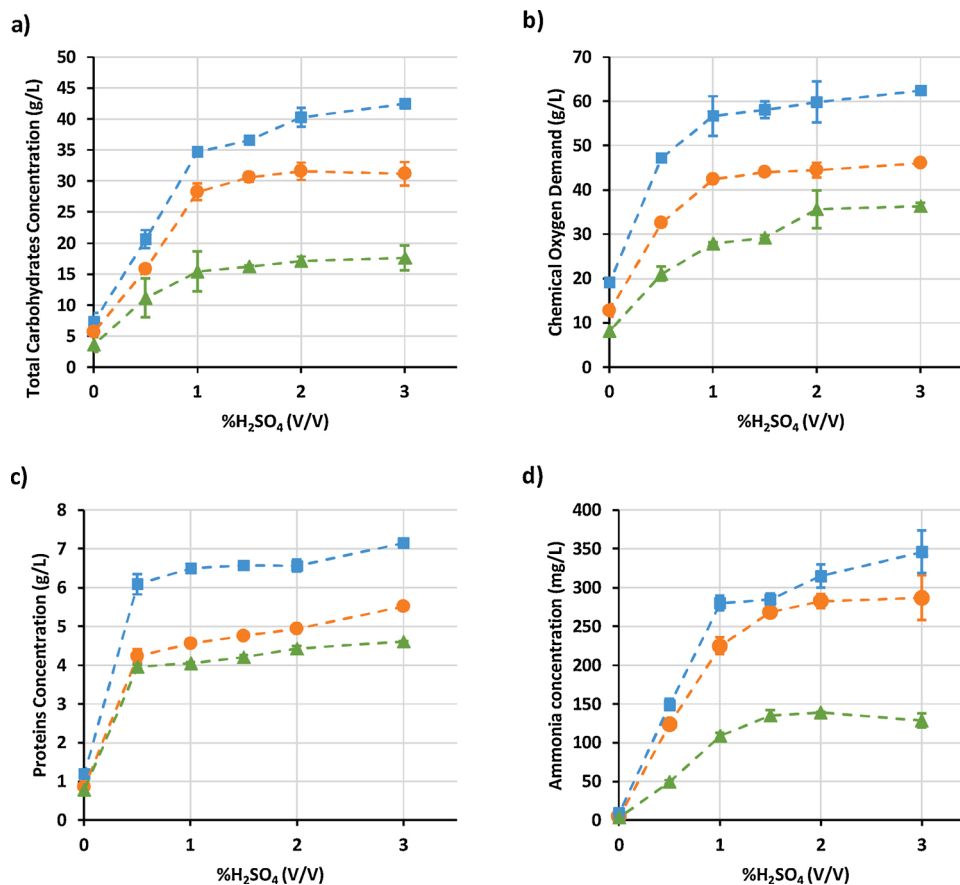 a)
Total Carbohydrates Concentration (g/L)
50
45
40
35
30
25
20
15
10
5
0
0 1 2 3
%H₂SO₄ (V/V)
b)
Chemical Oxygen Demand (g/L)
70
60
50
40
30
20
10
0
0 1 2 3
%H₂SO₄ (V/V)
c)
Proteins Concentration (g/L)
8
7
6
5
4
3
2
1
0
0 1 2 3
%H₂SO₄ (V/V)
d)
Ammonia concentration (mg/L)
400
350
300
250
200
150
100
50
0
0 1 2 3
%H₂SO₄ (V/V)